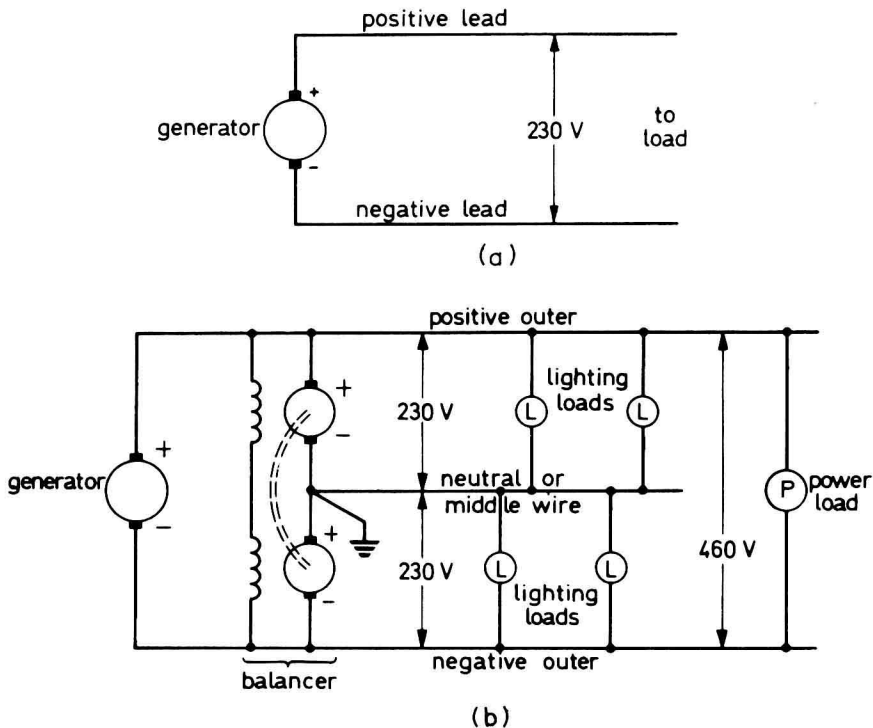 positive lead
+
generator
230 V
to
load
-
negative lead
(a)
positive outer
+
lighting
loads
L
L
230 V
-
+
generator
neutral or
middle wire
P
power
load
-
+
460 V
230 V
L
L
-
lighting
loads
negative outer
balancer
(b)